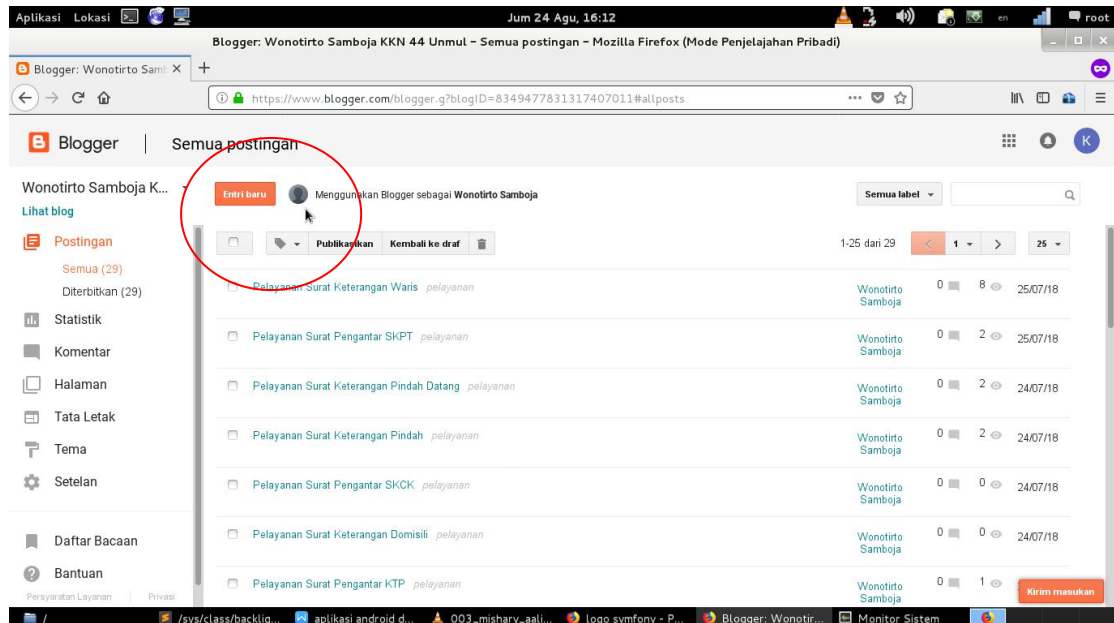 Aplikasi Lokasi Jum 24 Agu, 16:12 en root
Blogger: Wonotirto Samboja KKN 44 Unmul - Semua postingan - Mozilla Firefox (Mode Penjelajahan Pribadi)
Blogger: Wonotirto Samb
https://www.blogger.com/blogger.g?blogID=8349477831317407011#allposts
Blogger | Semua postingan K
Wonotirto Samboja K...
Lihat blog
Entri baru Menggunakan Blogger sebagai Wonotirto Samboja Semua label
Postingan
Semua (29)
Diterbitkan (29)
Statistik
Komentar
Halaman
Tata Letak
Tema
Setelan
Daftar Bacaan
Bantuan
Persyaratan Layanan | Privasi
Publikasikan Kembali ke draf 1-25 dari 29 < 1 > 25
Pelayanan Surat Keterangan Waris pelayanan Wonotirto Samboja 0 8 25/07/18
Pelayanan Surat Pengantar SKPT pelayanan Wonotirto Samboja 0 2 25/07/18
Pelayanan Surat Keterangan Pindah Datang pelayanan Wonotirto Samboja 0 2 24/07/18
Pelayanan Surat Keterangan Pindah pelayanan Wonotirto Samboja 0 2 24/07/18
Pelayanan Surat Pengantar SKCK pelayanan Wonotirto Samboja 0 0 24/07/18
Pelayanan Surat Keterangan Domisili pelayanan Wonotirto Samboja 0 0 24/07/18
Pelayanan Surat Pengantar KTP pelayanan Wonotirto Samboja 0 1
Kirim masukan
/ /sys/class/backlig... aplikasi android d... 003_mishary_aali... logo symfony - P... Blogger: Wonotir... Monitor Sistem